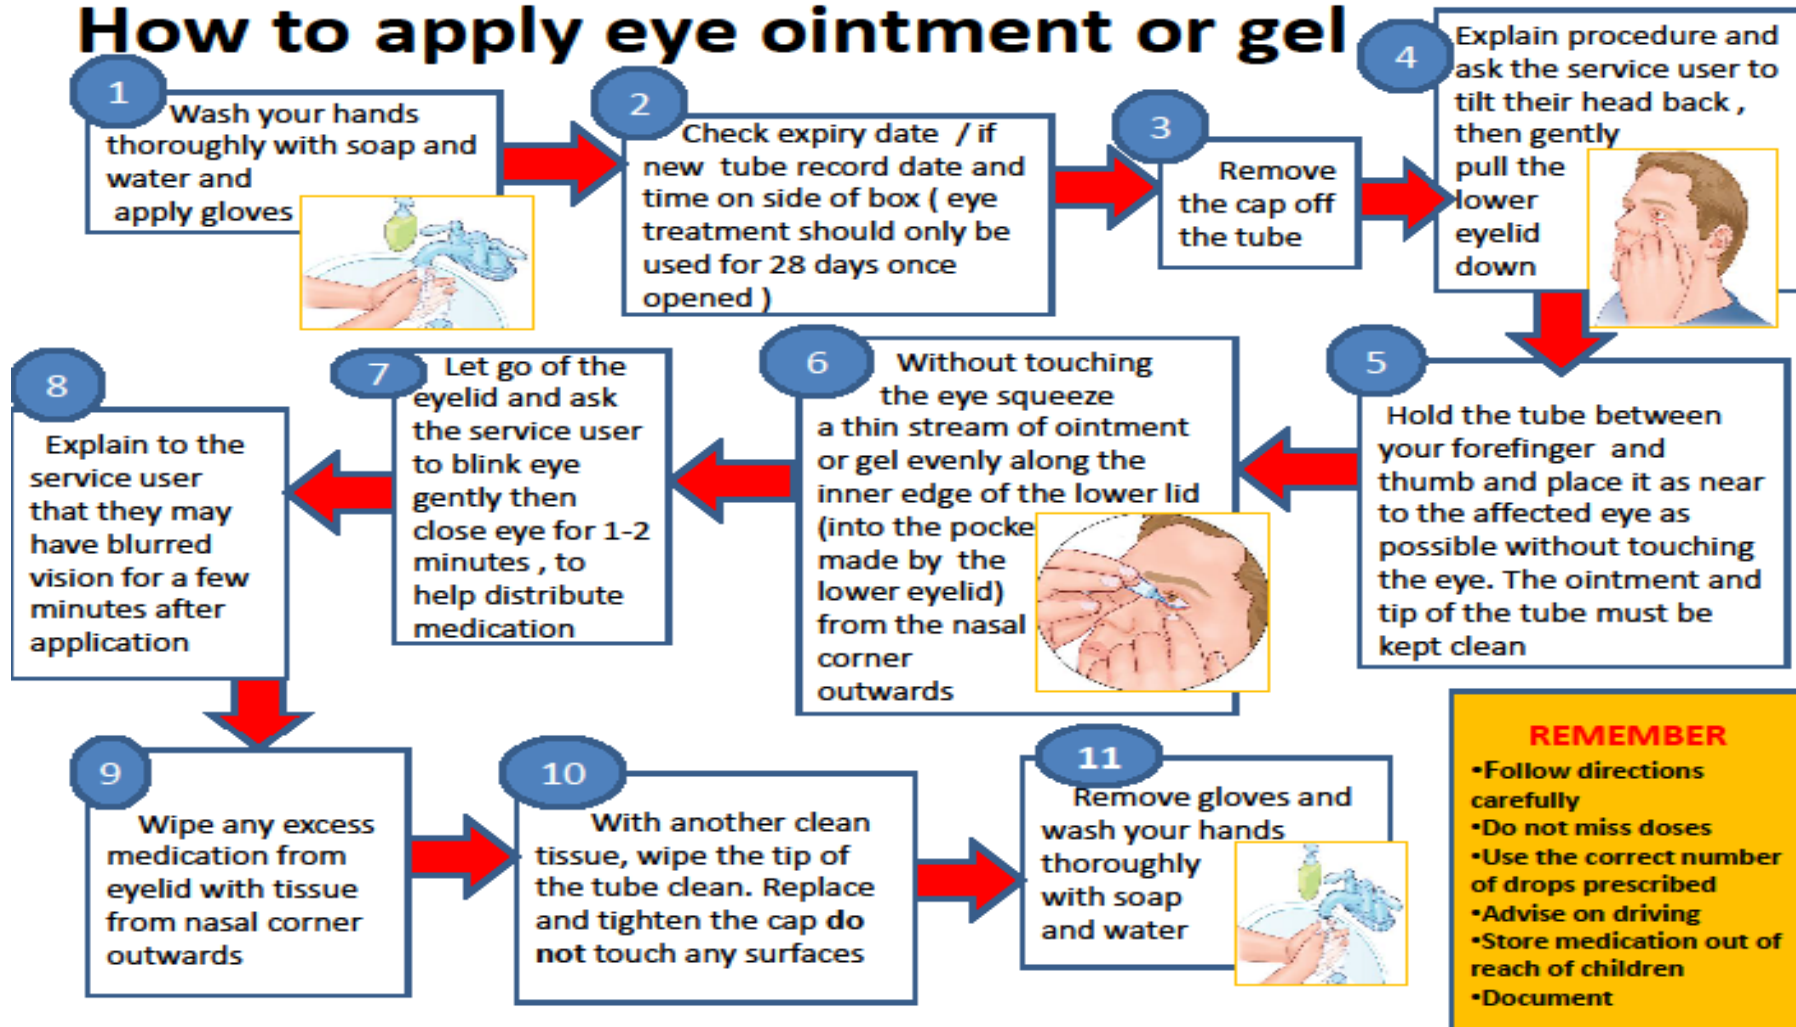 How to apply eye ointment or gel
1
Wash your hands
thoroughly with soap and
water and
apply gloves
2
Check expiry date / if
new tube record date and
time on side of box ( eye
treatment should only be
used for 28 days once
opened )
3
Remove
the cap off
the tube
4
Explain procedure and
ask the service user to
tilt their head back ,
then gently
pull the
lower
eyelid
down
5
Hold the tube between
your forefinger and
thumb and place it as near
to the affected eye as
possible without touching
the eye. The ointment and
tip of the tube must be
kept clean
6
Without touching
the eye squeeze
a thin stream of ointment
or gel evenly along the
inner edge of the lower lid
(into the pocke
made by the
lower eyelid)
from the nasal
corner
outwards
7
Let go of the
eyelid and ask
the service user
to blink eye
gently then
close eye for 1-2
minutes , to
help distribute
medication
8
Explain to the
service user
that they may
have blurred
vision for a few
minutes after
application
9
Wipe any excess
medication from
eyelid with tissue
from nasal corner
outwards
10
With another clean
tissue, wipe the tip of
the tube clean. Replace
and tighten the cap do
not touch any surfaces
11
Remove gloves and
wash your hands
thoroughly
with soap
and water
REMEMBER
•Follow directions
carefully
•Do not miss doses
•Use the correct number
of drops prescribed
•Advise on driving
•Store medication out of
reach of children
•Document